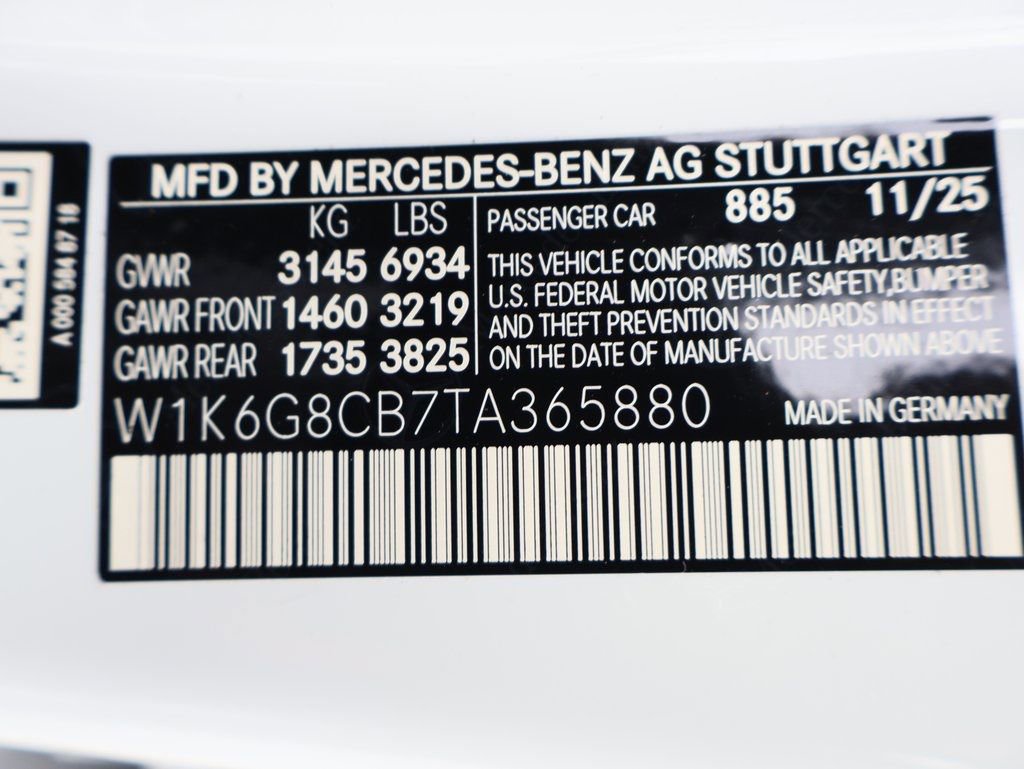 MFD BY MERCEDES-BENZ AG STUTTGART
KG LBS
GVWR 3145 6934
GAWR FRONT 1460 3219
GAWR REAR 1735 3825
PASSENGER CAR 885 11/25
THIS VEHICLE CONFORMS TO ALL APPLICABLE
U.S. FEDERAL MOTOR VEHICLE SAFETY,BUMPER
AND THEFT PREVENTION STANDARDS IN EFFECT
ON THE DATE OF MANUFACTURE SHOWN ABOVE
W1K6G8CB7TA365880
MADE IN GERMANY
A 000 584 67 16